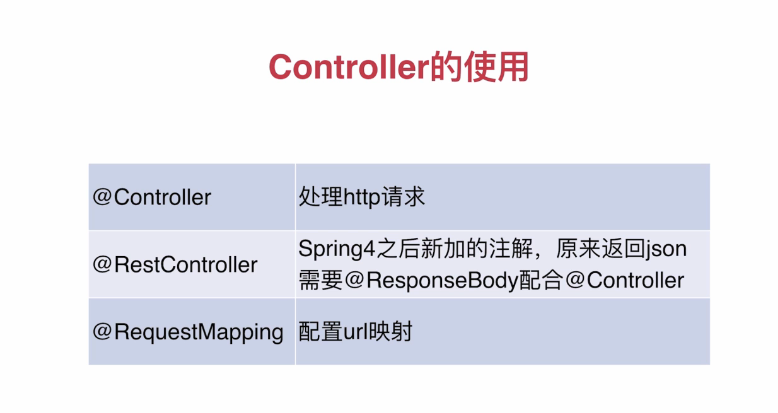 Controller的使用
@Controller
处理http请求
@RestController
Spring4之后新加的注解，原来返回json
需要@ResponseBody配合@Controller
@RequestMapping
配置url映射